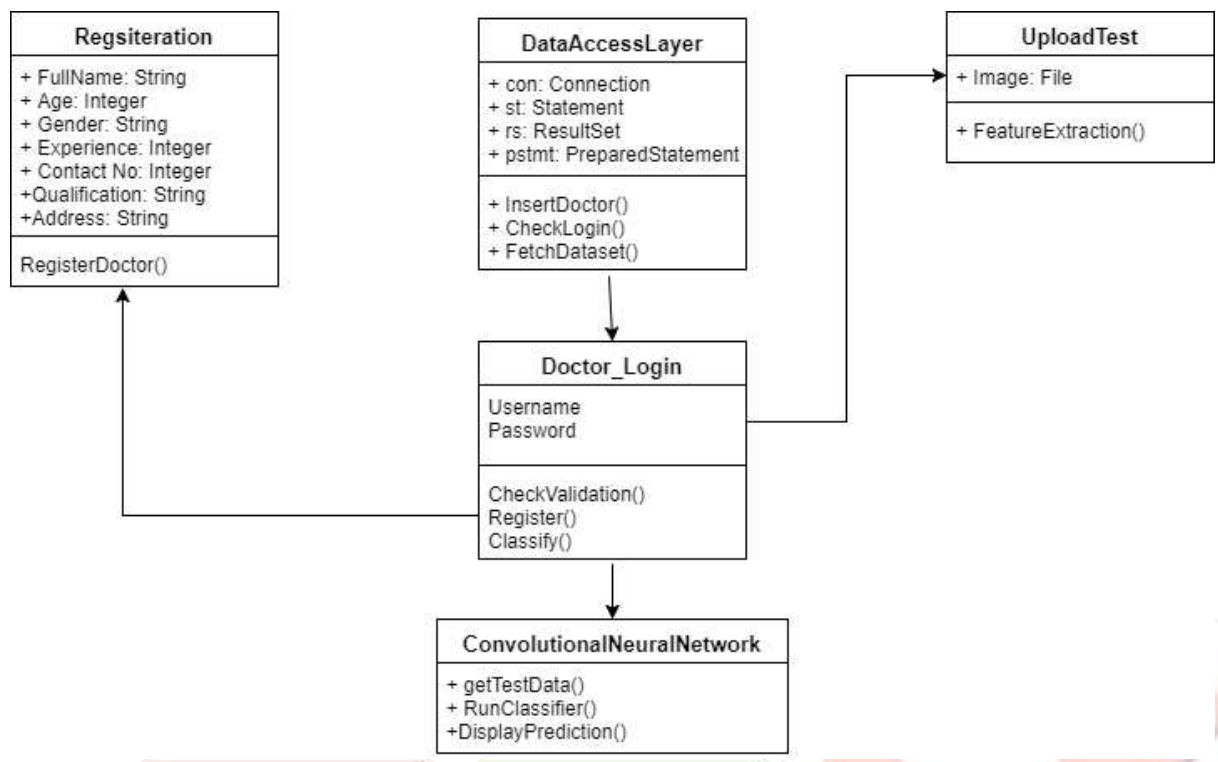 Regsiteration
+ FullName: String
+ Age: Integer
+ Gender: String
+ Experience: Integer
+ Contact No: Integer
+Qualification: String
+Address: String
RegisterDoctor()
DataAccessLayer
+ con: Connection
+ st: Statement
+ rs: ResultSet
+ pstmt: PreparedStatement
+ InsertDoctor()
+ CheckLogin()
+ FetchDataset()
UploadTest
+ Image: File
+ FeatureExtraction()
Doctor_Login
Username
Password
CheckValidation()
Register()
Classify()
ConvolutionalNeuralNetwork
+ getTestData()
+ RunClassifier()
+DisplayPrediction()